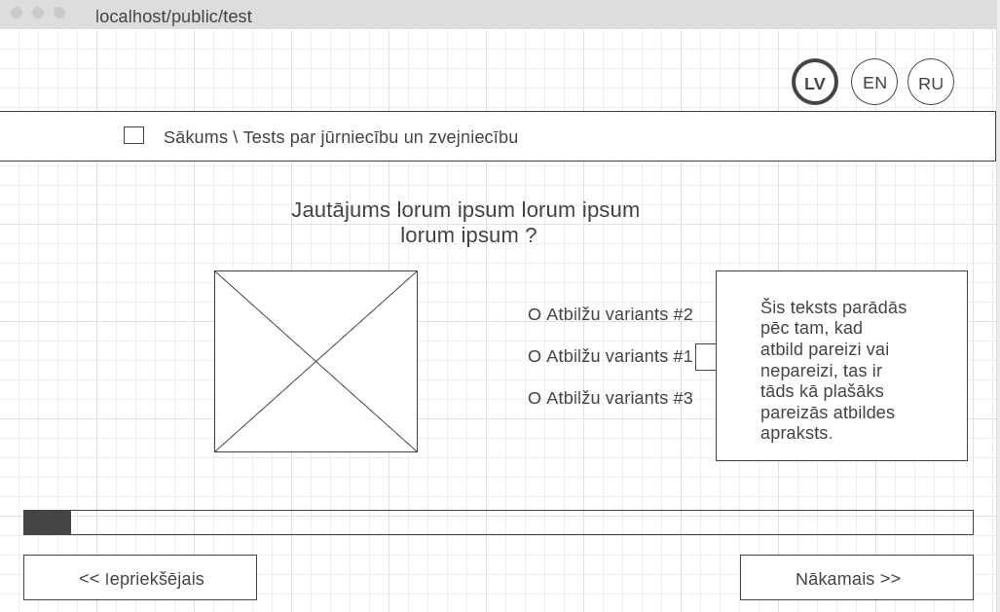 localhost/public/test
LV EN RU
Sākums \ Tests par jūrniecību un zvejniecību
Jautājums lorum ipsum lorum ipsum
lorum ipsum ?
O Atbilžu variants #2
O Atbilžu variants #1
O Atbilžu variants #3
Šis teksts parādās
pēc tam, kad
atbild pareizi vai
nepareizi, tas ir
tāds kā plašāks
pareizās atbildes
apraksts.
<< Iepriekšējais
Nākamais >>